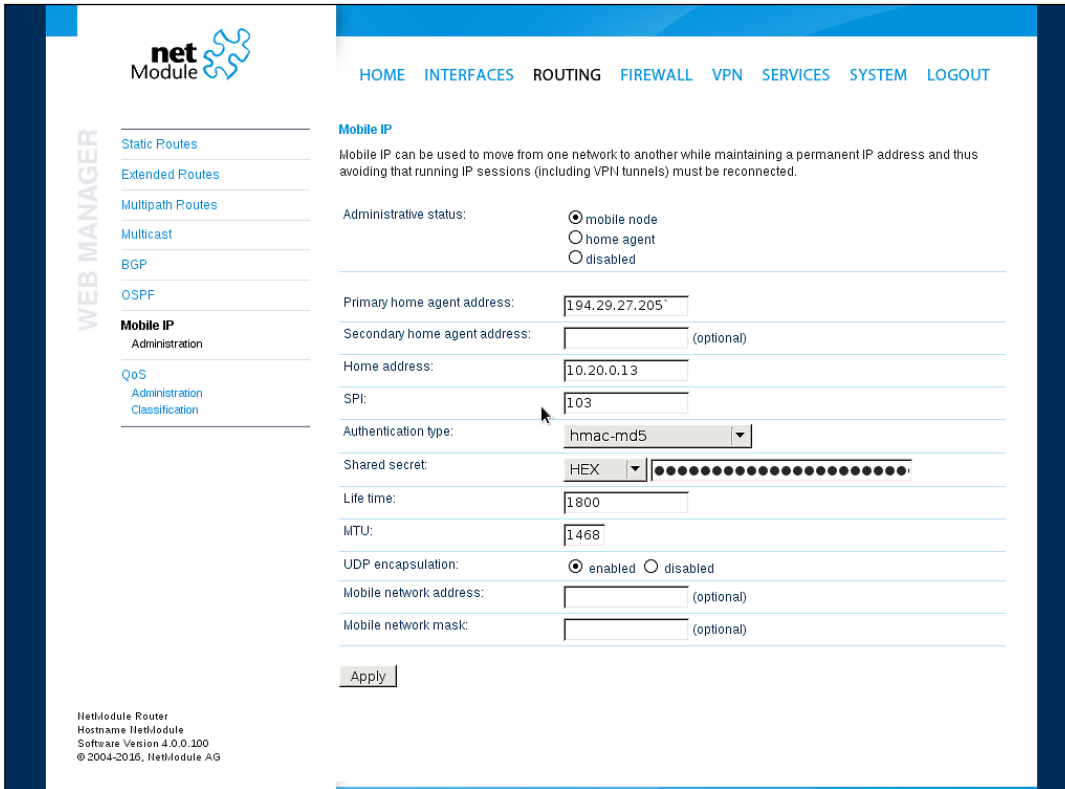 net
Module
HOME INTERFACES ROUTING FIREWALL VPN SERVICES SYSTEM LOGOUT
WEB MANAGER
Static Routes
Extended Routes
Multipath Routes
Multicast
BGP
OSPF
Mobile IP
Administration
QoS
Administration
Classification
Mobile IP
Mobile IP can be used to move from one network to another while maintaining a permanent IP address and thus
avoiding that running IP sessions (including VPN tunnels) must be reconnected.
Administrative status:
mobile node
home agent
disabled
Primary home agent address: 194.29.27.205`
Secondary home agent address: (optional)
Home address: 10.20.0.13
SPI: 103
Authentication type: hmac-md5
Shared secret: HEX ●●●●●●●●●●●●●●●●●●●●●●
Life time: 1800
MTU: 1468
UDP encapsulation: enabled disabled
Mobile network address: (optional)
Mobile network mask: (optional)
Apply
NetModule Router
Hostname NetModule
Software Version 4.0.0.100
© 2004-2016, NetModule AG